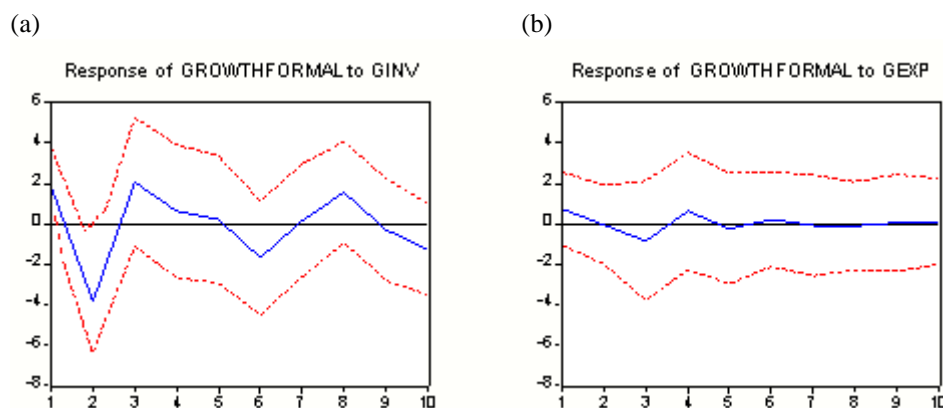 (a)
(b)
Response of GROWTHFORMAL to GINV
Response of GROWTHFORMAL to GEXP
6
4
2
0
-2
-4
-6
-8
1 2 3 4 5 6 7 8 9 10
6
4
2
0
-2
-4
-6
-8
1 2 3 4 5 6 7 8 9 10